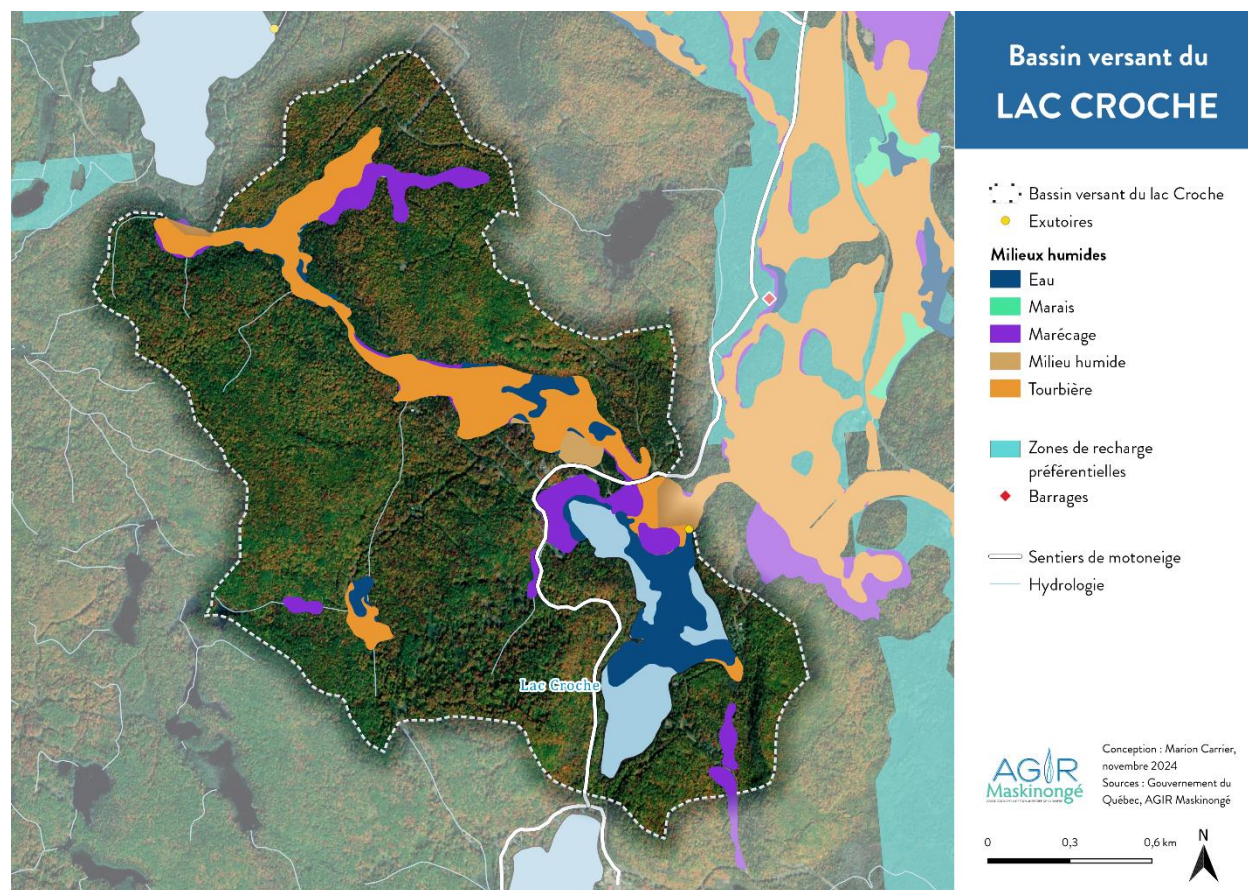 Bassin versant du
LAC CROCHE
Bassin versant du lac Croche
Exutoires
Milieux humides
Eau
Marais
Marécage
Milieu humide
Tourbière
Zones de recharge
préférentielles
Barrages
Sentiers de motoneige
Hydrologie
Lac Croche
AGIR
Maskinongé
Conception : Marion Carrier,
novembre 2024
Sources : Gouvernement du
Québec, AGIR Maskinongé
0 0,3 0,6 km
N